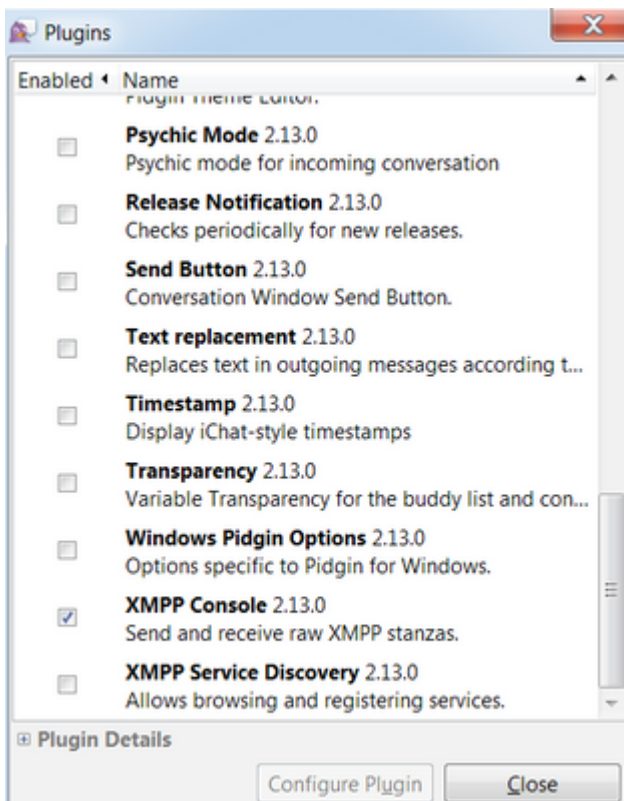 Plugins
Enabled Name
Plugin Theme Editor.
Psychic Mode 2.13.0
Psychic mode for incoming conversation
Release Notification 2.13.0
Checks periodically for new releases.
Send Button 2.13.0
Conversation Window Send Button.
Text replacement 2.13.0
Replaces text in outgoing messages according t...
Timestamp 2.13.0
Display iChat-style timestamps
Transparency 2.13.0
Variable Transparency for the buddy list and con...
Windows Pidgin Options 2.13.0
Options specific to Pidgin for Windows.
XMPP Console 2.13.0
Send and receive raw XMPP stanzas.
XMPP Service Discovery 2.13.0
Allows browsing and registering services.
Plugin Details
Configure Plugin Close